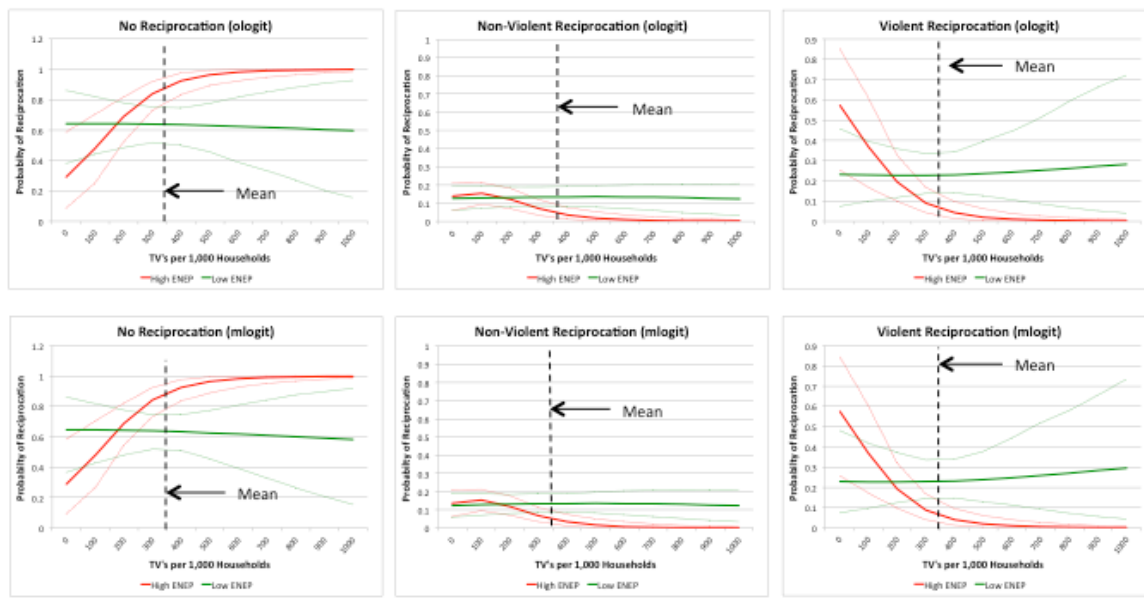 No Reciprocation (ologit)
Probability of Reciprocation
1.2
1
0.8
0.6
0.4
0.2
0
Mean
0 100 200 300 400 500 600 700 800 900 1000
TV's per 1,000 Households
High ENEP Low ENEP
Non-Violent Reciprocation (ologit)
Probability of Reciprocation
1
0.9
0.8
0.7
0.6
0.5
0.4
0.3
0.2
0.1
0
Mean
0 100 200 300 400 500 600 700 800 900 1000
TV's per 1,000 Households
High ENEP Low ENEP
Violent Reciprocation (ologit)
Probability of Reciprocation
0.9
0.8
0.7
0.6
0.5
0.4
0.3
0.2
0.1
0
Mean
0 100 200 300 400 500 600 700 800 900 1000
TV's per 1,000 Households
High ENEP Low ENEP
No Reciprocation (mlogit)
Probability of Reciprocation
1.2
1
0.8
0.6
0.4
0.2
0
Mean
0 100 200 300 400 500 600 700 800 900 1000
TV's per 1,000 Households
High ENEP Low ENEP
Non-Violent Reciprocation (mlogit)
Probability of Reciprocation
1
0.9
0.8
0.7
0.6
0.5
0.4
0.3
0.2
0.1
0
Mean
0 100 200 300 400 500 600 700 800 900 1000
TV's per 1,000 Households
High ENEP Low ENEP
Violent Reciprocation (mlogit)
Probability of Reciprocation
0.9
0.8
0.7
0.6
0.5
0.4
0.3
0.2
0.1
0
Mean
0 100 200 300 400 500 600 700 800 900 1000
TV's per 1,000 Households
High ENEP Low ENEP